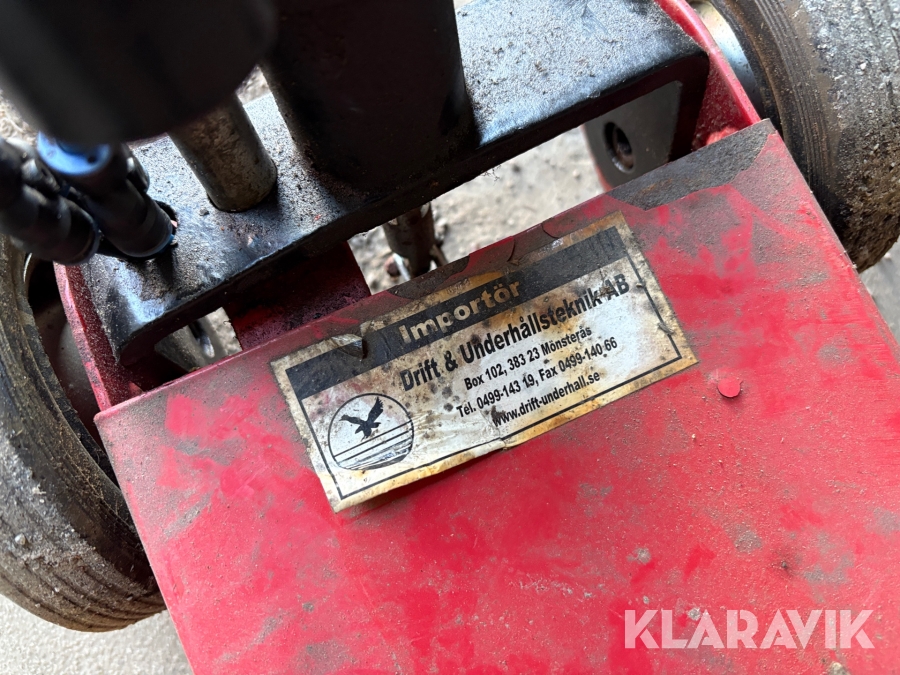 Importör
Drift & Underhållsteknik AB
Box 102, 383 23 Mönsterås
Tel. 0499-143 19, Fax 0499-140 66
www.drift-underhall.se
KLARAVIK